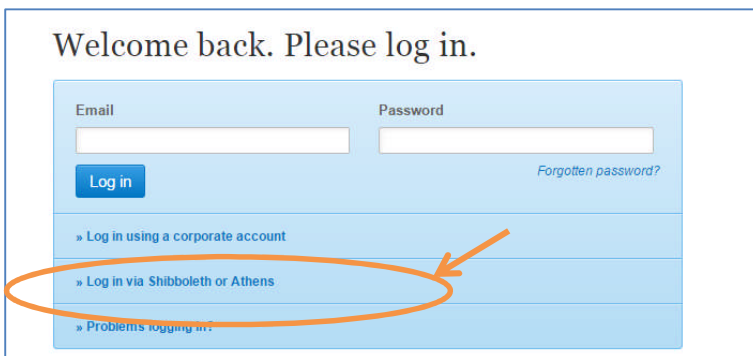 Welcome back. Please log in.
Email Password
Log in Forgotten password?
» Log in using a corporate account
» Log in via Shibboleth or Athens
» Problems logging in?